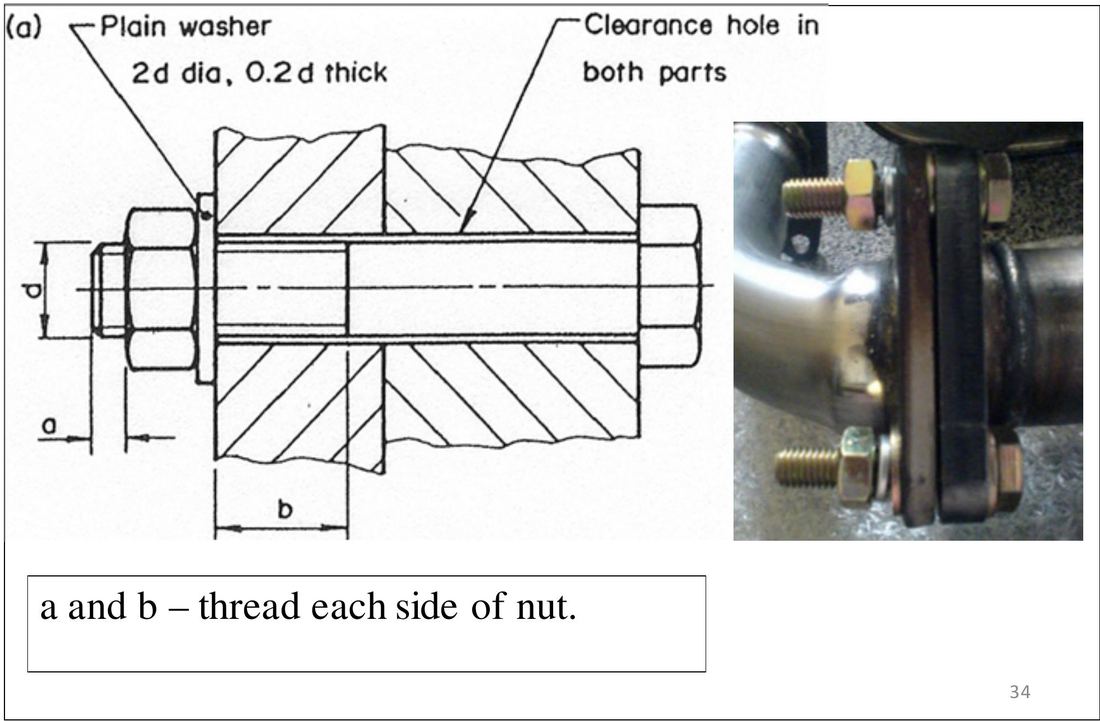 (a) Plain washer
2d dia, 0.2d thick
Clearance hole in
both parts
d
a
b
a and b – thread each side of nut.
34